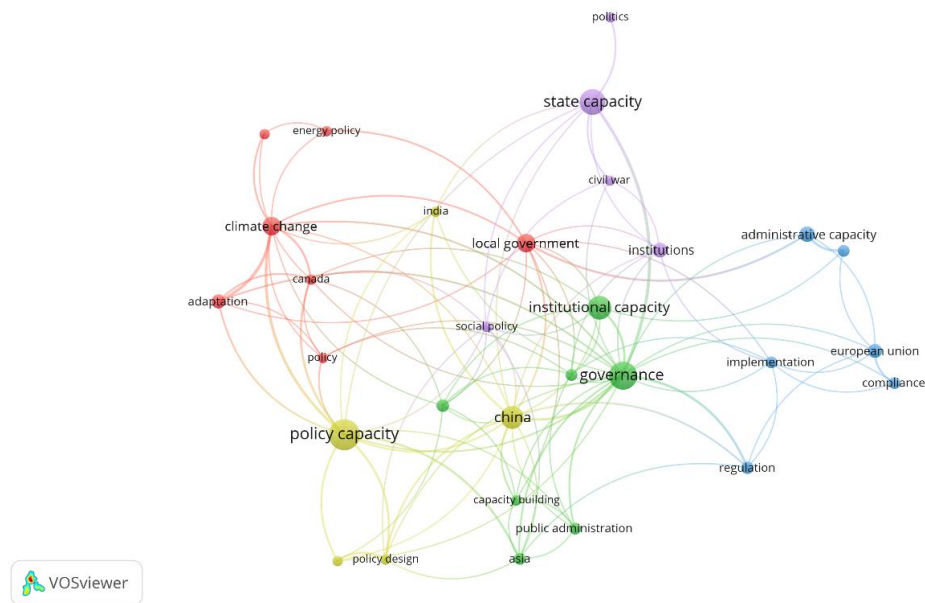 politics
state capacity
energy policy
civil war
india
climate change
local government
administrative capacity
institutions
canada
adaptation
institutional capacity
social policy
policy
european union
implementation
governance
compliance
china
policy capacity
regulation
capacity building
public administration
policy design
asia
VOSviewer